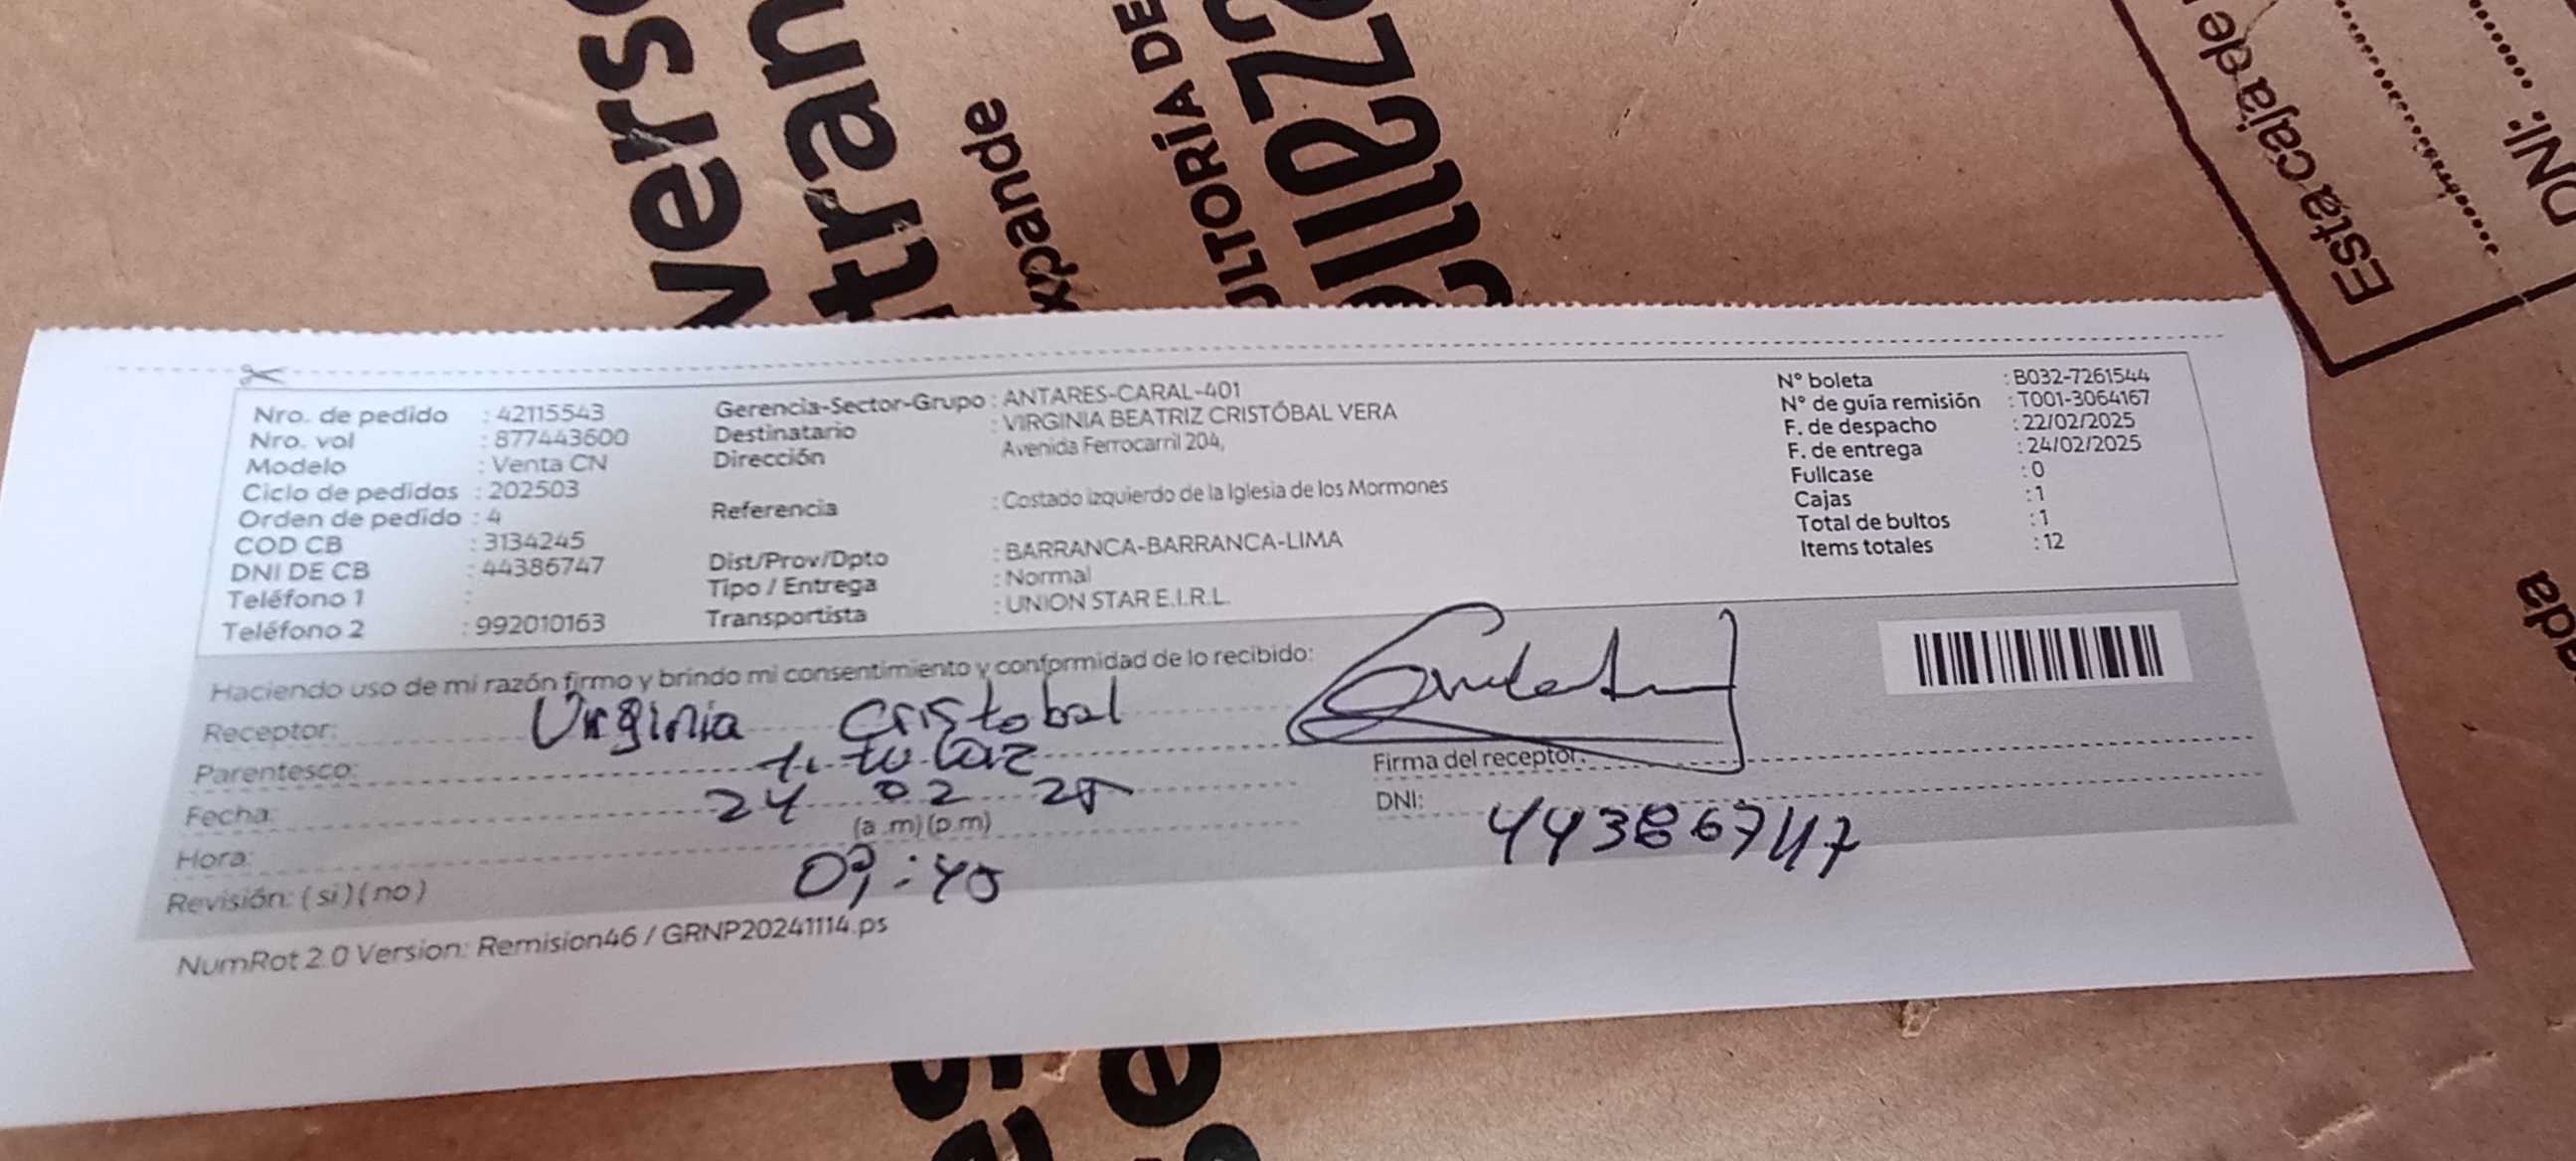 vers
tran
xpande
ULTORÍA DE
Esta caja de
DNI:
ada
Nro. de pedido : 42115543
Nro. vol : 877443600
Modelo : Venta CN
Ciclo de pedidos : 202503
Orden de pedido : 4
COD CB : 3134245
DNI DE CB : 44386747
Teléfono 1 :
Teléfono 2 : 992010163
Gerencia-Sector-Grupo : ANTARES-CARAL-401
Destinatario : VIRGINIA BEATRIZ CRISTÓBAL VERA
Dirección Avenida Ferrocarril 204,
Referencia : Costado izquierdo de la Iglesia de los Mormones
Dist/Prov/Dpto : BARRANCA-BARRANCA-LIMA
Tipo / Entrega : Normal
Transportista : UNION STAR E.I.R.L.
N° boleta : B032-7261544
N° de guía remisión : T001-3064167
F. de despacho : 22/02/2025
F. de entrega : 24/02/2025
Fullcase : 0
Cajas : 1
Total de bultos : 1
Items totales : 12
Haciendo uso de mi razón firmo y brindo mi consentimiento y conformidad de lo recibido:
Receptor: Virginia Cristobal
Parentesco: titular
Fecha: 24 02 25
(a.m)(p.m)
Hora:
Revisión: (si)(no)
Firma del receptor:
DNI: 44386747
NumRot 2.0 Version: Remision46 / GRNP20241114.ps